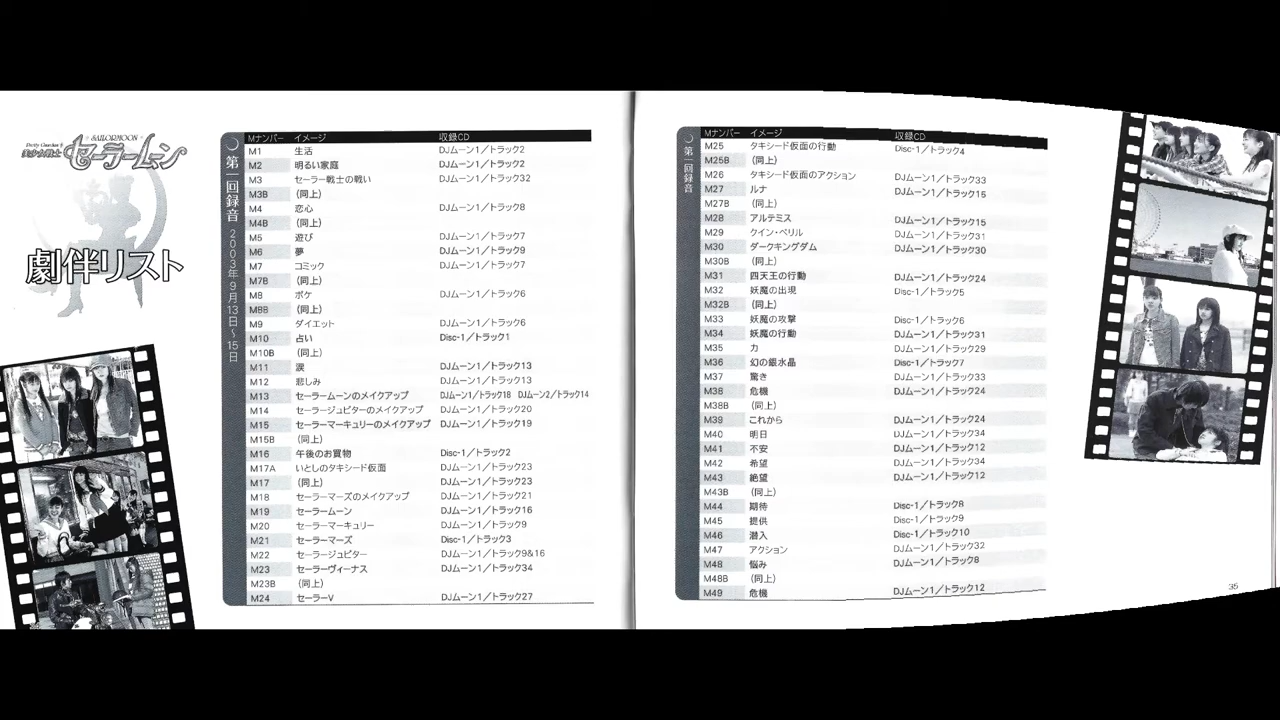 SAILORMOON
Pretty Guardian
美少女戦士
セーラームーン
劇伴リスト
第一回録音 2003年9月13日～15日
Mナンバー イメージ 収録CD
M1 生活 DJムーン1／トラック2
M2 明るい家庭 DJムーン1／トラック2
M3 セーラー戦士の戦い DJムーン1／トラック32
M3B (同上)
M4 恋心 DJムーン1／トラック8
M4B (同上)
M5 遊び DJムーン1／トラック7
M6 夢 DJムーン1／トラック9
M7 コミック DJムーン1／トラック7
M7B (同上)
M8 ボケ DJムーン1／トラック6
M8B (同上)
M9 ダイエット DJムーン1／トラック6
M10 占い Disc-1／トラック1
M10B (同上)
M11 涙 DJムーン1／トラック13
M12 悲しみ DJムーン1／トラック13
M13 セーラームーンのメイクアップ DJムーン1／トラック18 DJムーン2／トラック14
M14 セーラージュピターのメイクアップ DJムーン1／トラック20
M15 セーラーマーキュリーのメイクアップ DJムーン1／トラック19
M15B (同上)
M16 午後のお買物 Disc-1／トラック2
M17A いとしのタキシード仮面 DJムーン1／トラック23
M17 (同上) DJムーン1／トラック23
M18 セーラーマーズのメイクアップ DJムーン1／トラック21
M19 セーラームーン DJムーン1／トラック16
M20 セーラーマーキュリー DJムーン1／トラック9
M21 セーラーマーズ Disc-1／トラック3
M22 セーラージュピター DJムーン1／トラック9&16
M23 セーラーヴィーナス DJムーン1／トラック34
M23B (同上)
M24 セーラーV DJムーン1／トラック27
第一回録音
Mナンバー イメージ 収録CD
M25 タキシード仮面の行動 Disc-1／トラック4
M25B (同上)
M26 タキシード仮面のアクション DJムーン1／トラック33
M27 ルナ DJムーン1／トラック15
M27B (同上)
M28 アルテミス DJムーン1／トラック15
M29 クイン・ベリル DJムーン1／トラック31
M30 ダークキングダム DJムーン1／トラック30
M30B (同上)
M31 四天王の行動 DJムーン1／トラック24
M32 妖魔の出現 Disc-1／トラック5
M32B (同上)
M33 妖魔の攻撃 Disc-1／トラック6
M34 妖魔の行動 DJムーン1／トラック31
M35 力 DJムーン1／トラック29
M36 幻の銀水晶 Disc-1／トラック7
M37 驚き DJムーン1／トラック33
M38 危機 DJムーン1／トラック24
M38B (同上)
M39 これから DJムーン1／トラック24
M40 明日 DJムーン1／トラック34
M41 不安 DJムーン1／トラック12
M42 希望 DJムーン1／トラック34
M43 絶望 DJムーン1／トラック12
M43B (同上)
M44 期待 Disc-1／トラック8
M45 提供 Disc-1／トラック9
M46 潜入 Disc-1／トラック10
M47 アクション DJムーン1／トラック32
M48 悩み DJムーン1／トラック8
M48B (同上)
M49 危機 DJムーン1／トラック12
35